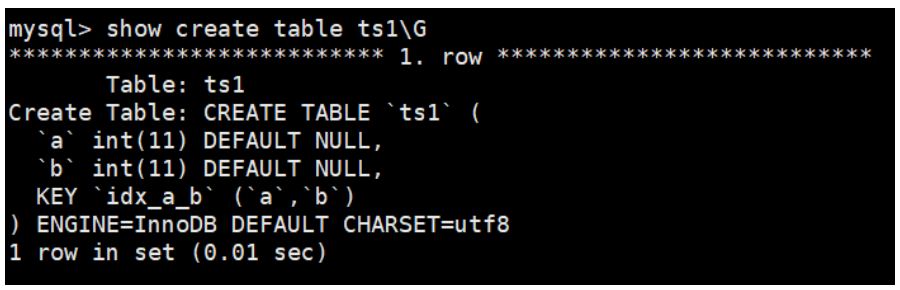 mysql> show create table ts1\G
*************************** 1. row ***************************
       Table: ts1
Create Table: CREATE TABLE `ts1` (
  `a` int(11) DEFAULT NULL,
  `b` int(11) DEFAULT NULL,
  KEY `idx_a_b` (`a`,`b`)
) ENGINE=InnoDB DEFAULT CHARSET=utf8
1 row in set (0.01 sec)